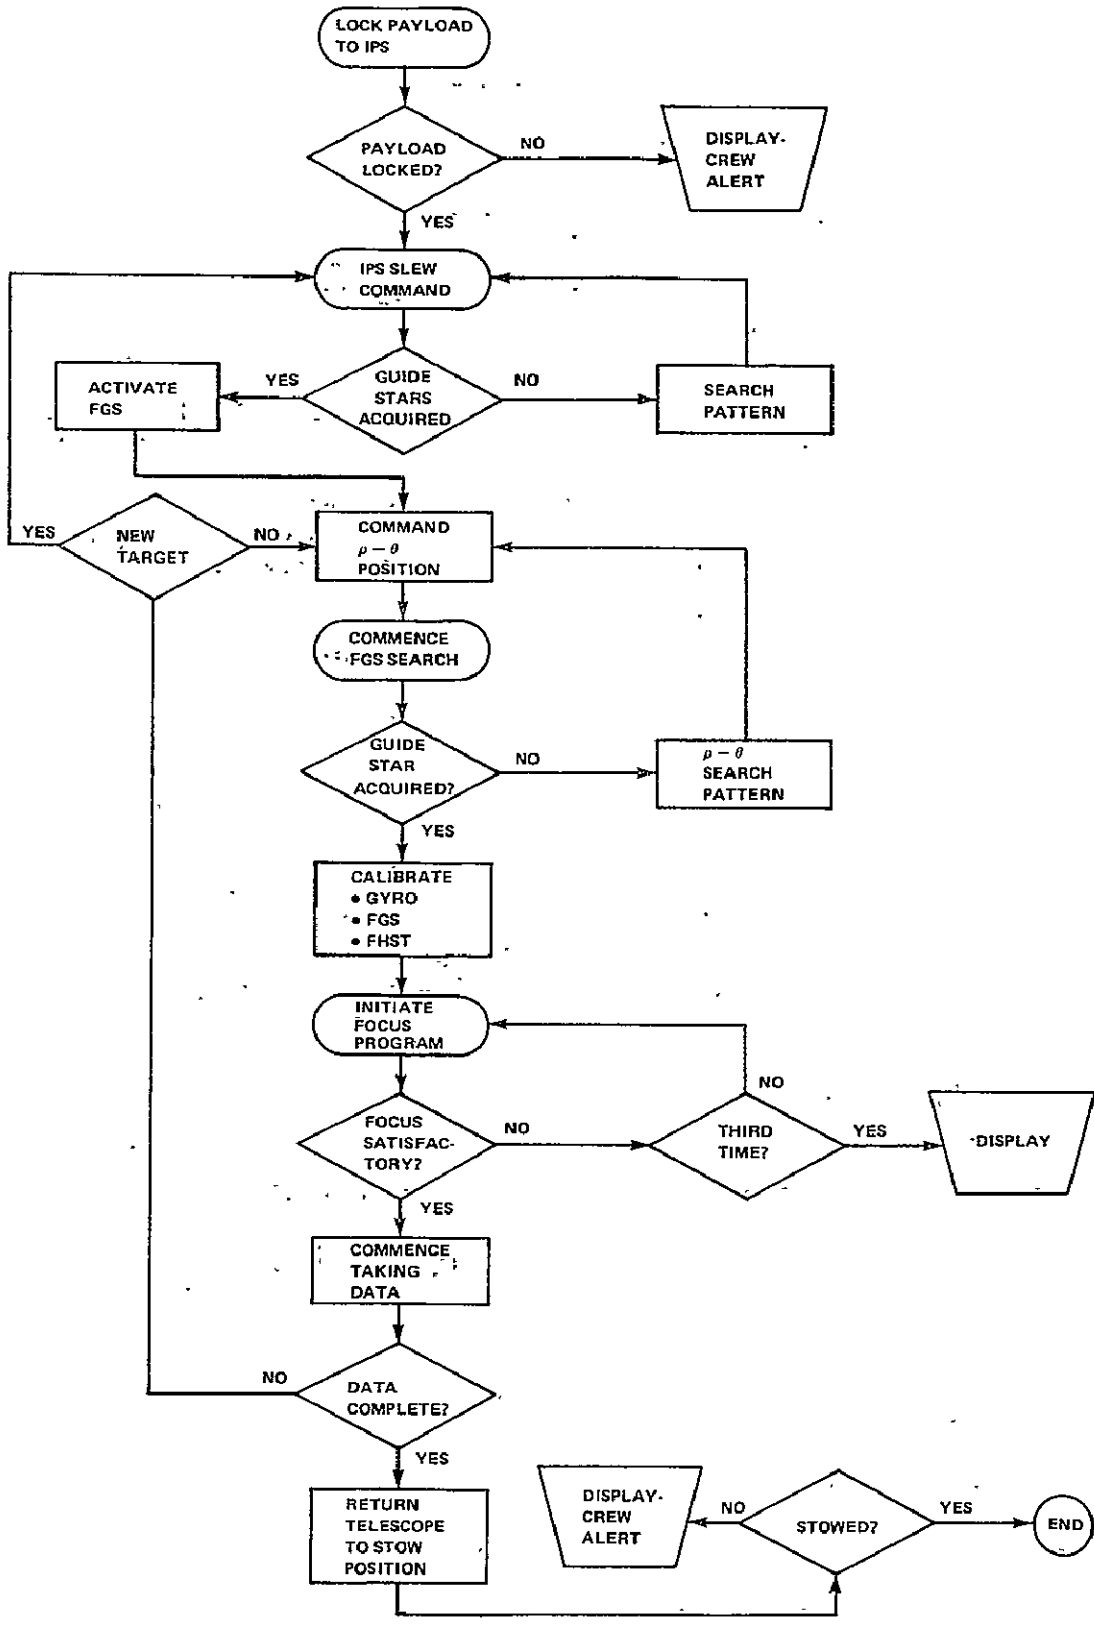 LOCK PAYLOAD
TO IPS
PAYLOAD
LOCKED?
NO
DISPLAY-
CREW
ALERT
YES
IPS SLEW
COMMAND
ACTIVATE
FGS
YES
GUIDE
STARS
ACQUIRED
NO
SEARCH
PATTERN
YES
NEW
TARGET
NO
COMMAND
ρ − θ
POSITION
COMMENCE
FGS SEARCH
GUIDE
STAR
ACQUIRED?
NO
ρ − θ
SEARCH
PATTERN
YES
CALIBRATE
• GYRO
• FGS
• FHST
INITIATE
FOCUS
PROGRAM
NO
FOCUS
SATISFAC-
TORY?
NO
THIRD
TIME?
YES
DISPLAY
YES
COMMENCE
TAKING
DATA
NO
DATA
COMPLETE?
YES
RETURN
TELESCOPE
TO STOW
POSITION
DISPLAY-
CREW
ALERT
NO
STOWED?
YES
END